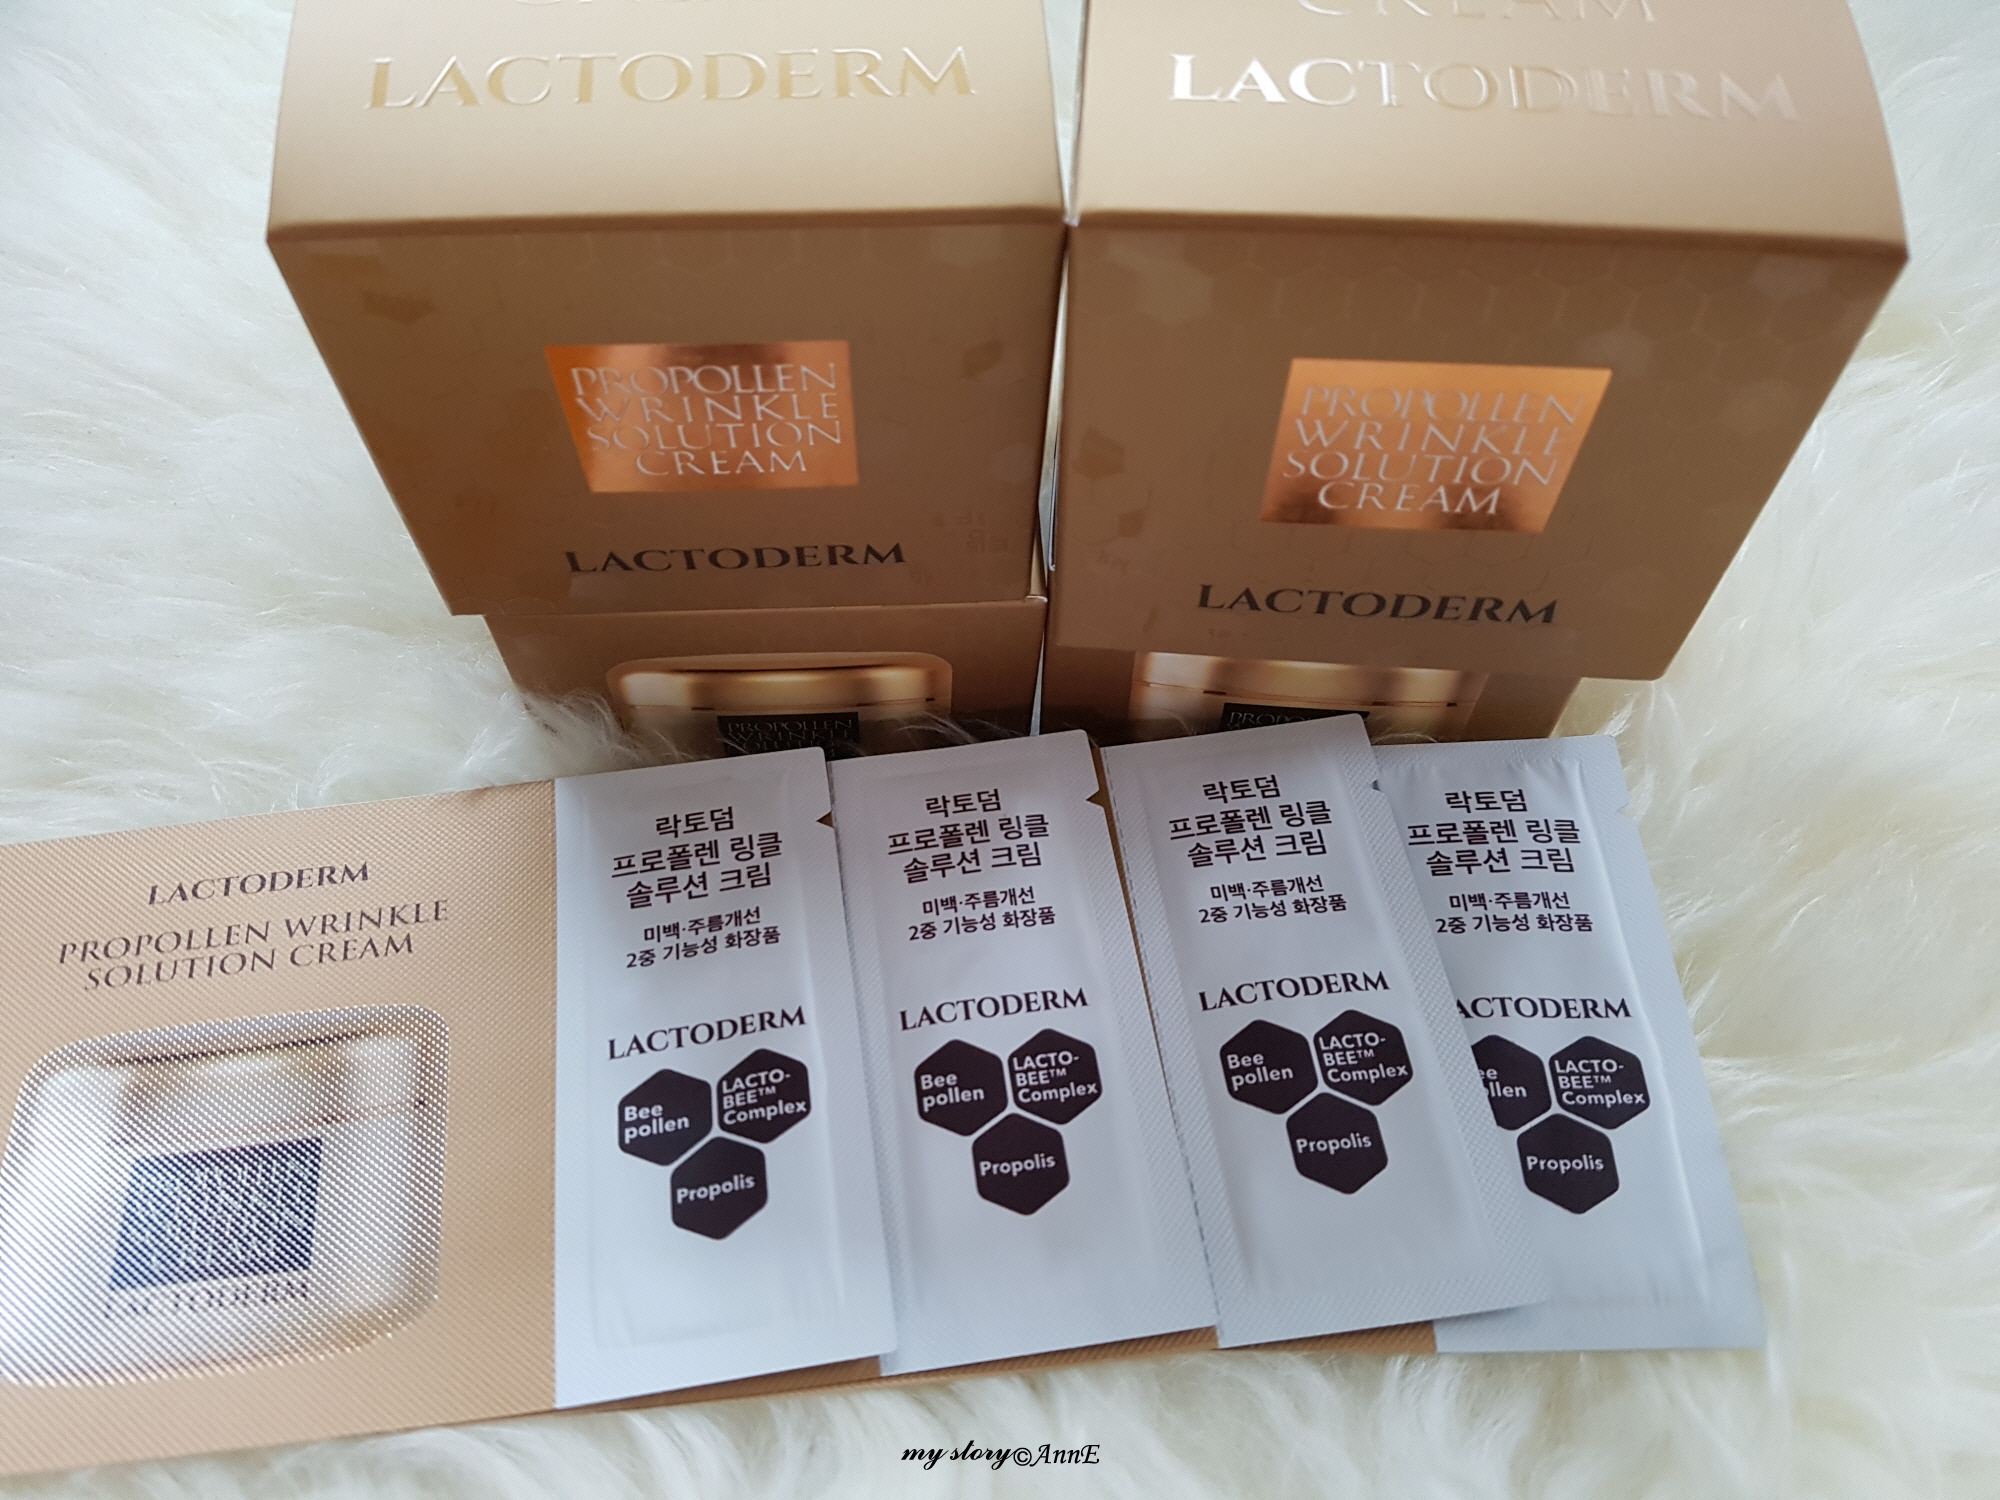 CREAM
LACTODERM
CREAM
LACTODERM
PROPOLLEN
WRINKLE
SOLUTION
CREAM
LACTODERM
PROPOLLEN
WRINKLE
SOLUTION
CREAM
LACTODERM
PROPOLLEN
WRINKLE
SOLUTION
LACTODERM
PROPOLLEN WRINKLE
SOLUTION CREAM
LACTODERM
락토덤
프로폴렌 링클
솔루션 크림
미백·주름개선
2중 기능성 화장품
LACTODERM
Bee
pollen
LACTO-
BEE™
Complex
Propolis
락토덤
프로폴렌 링클
솔루션 크림
미백·주름개선
2중 기능성 화장품
LACTODERM
Bee
pollen
LACTO-
BEE™
Complex
Propolis
락토덤
프로폴렌 링클
솔루션 크림
미백·주름개선
2중 기능성 화장품
LACTODERM
Bee
pollen
LACTO-
BEE™
Complex
Propolis
락토덤
프로폴렌 링클
솔루션 크림
미백·주름개선
2중 기능성 화장품
ACTODERM
LACTO-
BEE™
Complex
Propolis
my story©AnnE